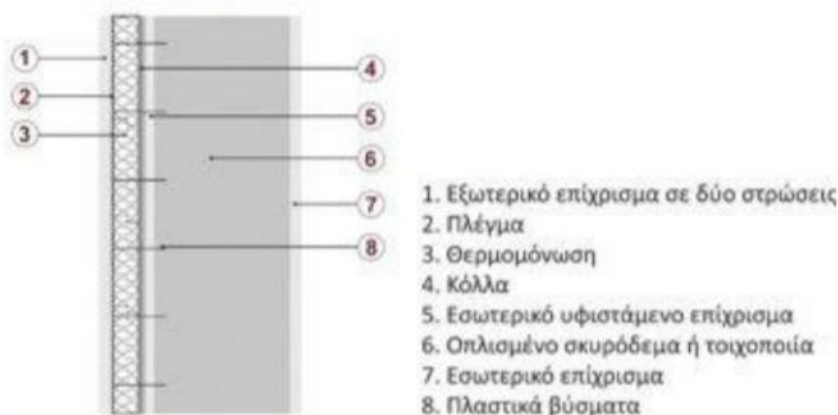 1
2
3
4
5
6
7
8
1. Εξωτερικό επίχρισμα σε δύο στρώσεις
2. Πλέγμα
3. Θερμομόνωση
4. Κόλλα
5. Εσωτερικό υφιστάμενο επίχρισμα
6. Οπλισμένο σκυρόδεμα ή τοιχοποιία
7. Εσωτερικό επίχρισμα
8. Πλαστικά βύσματα